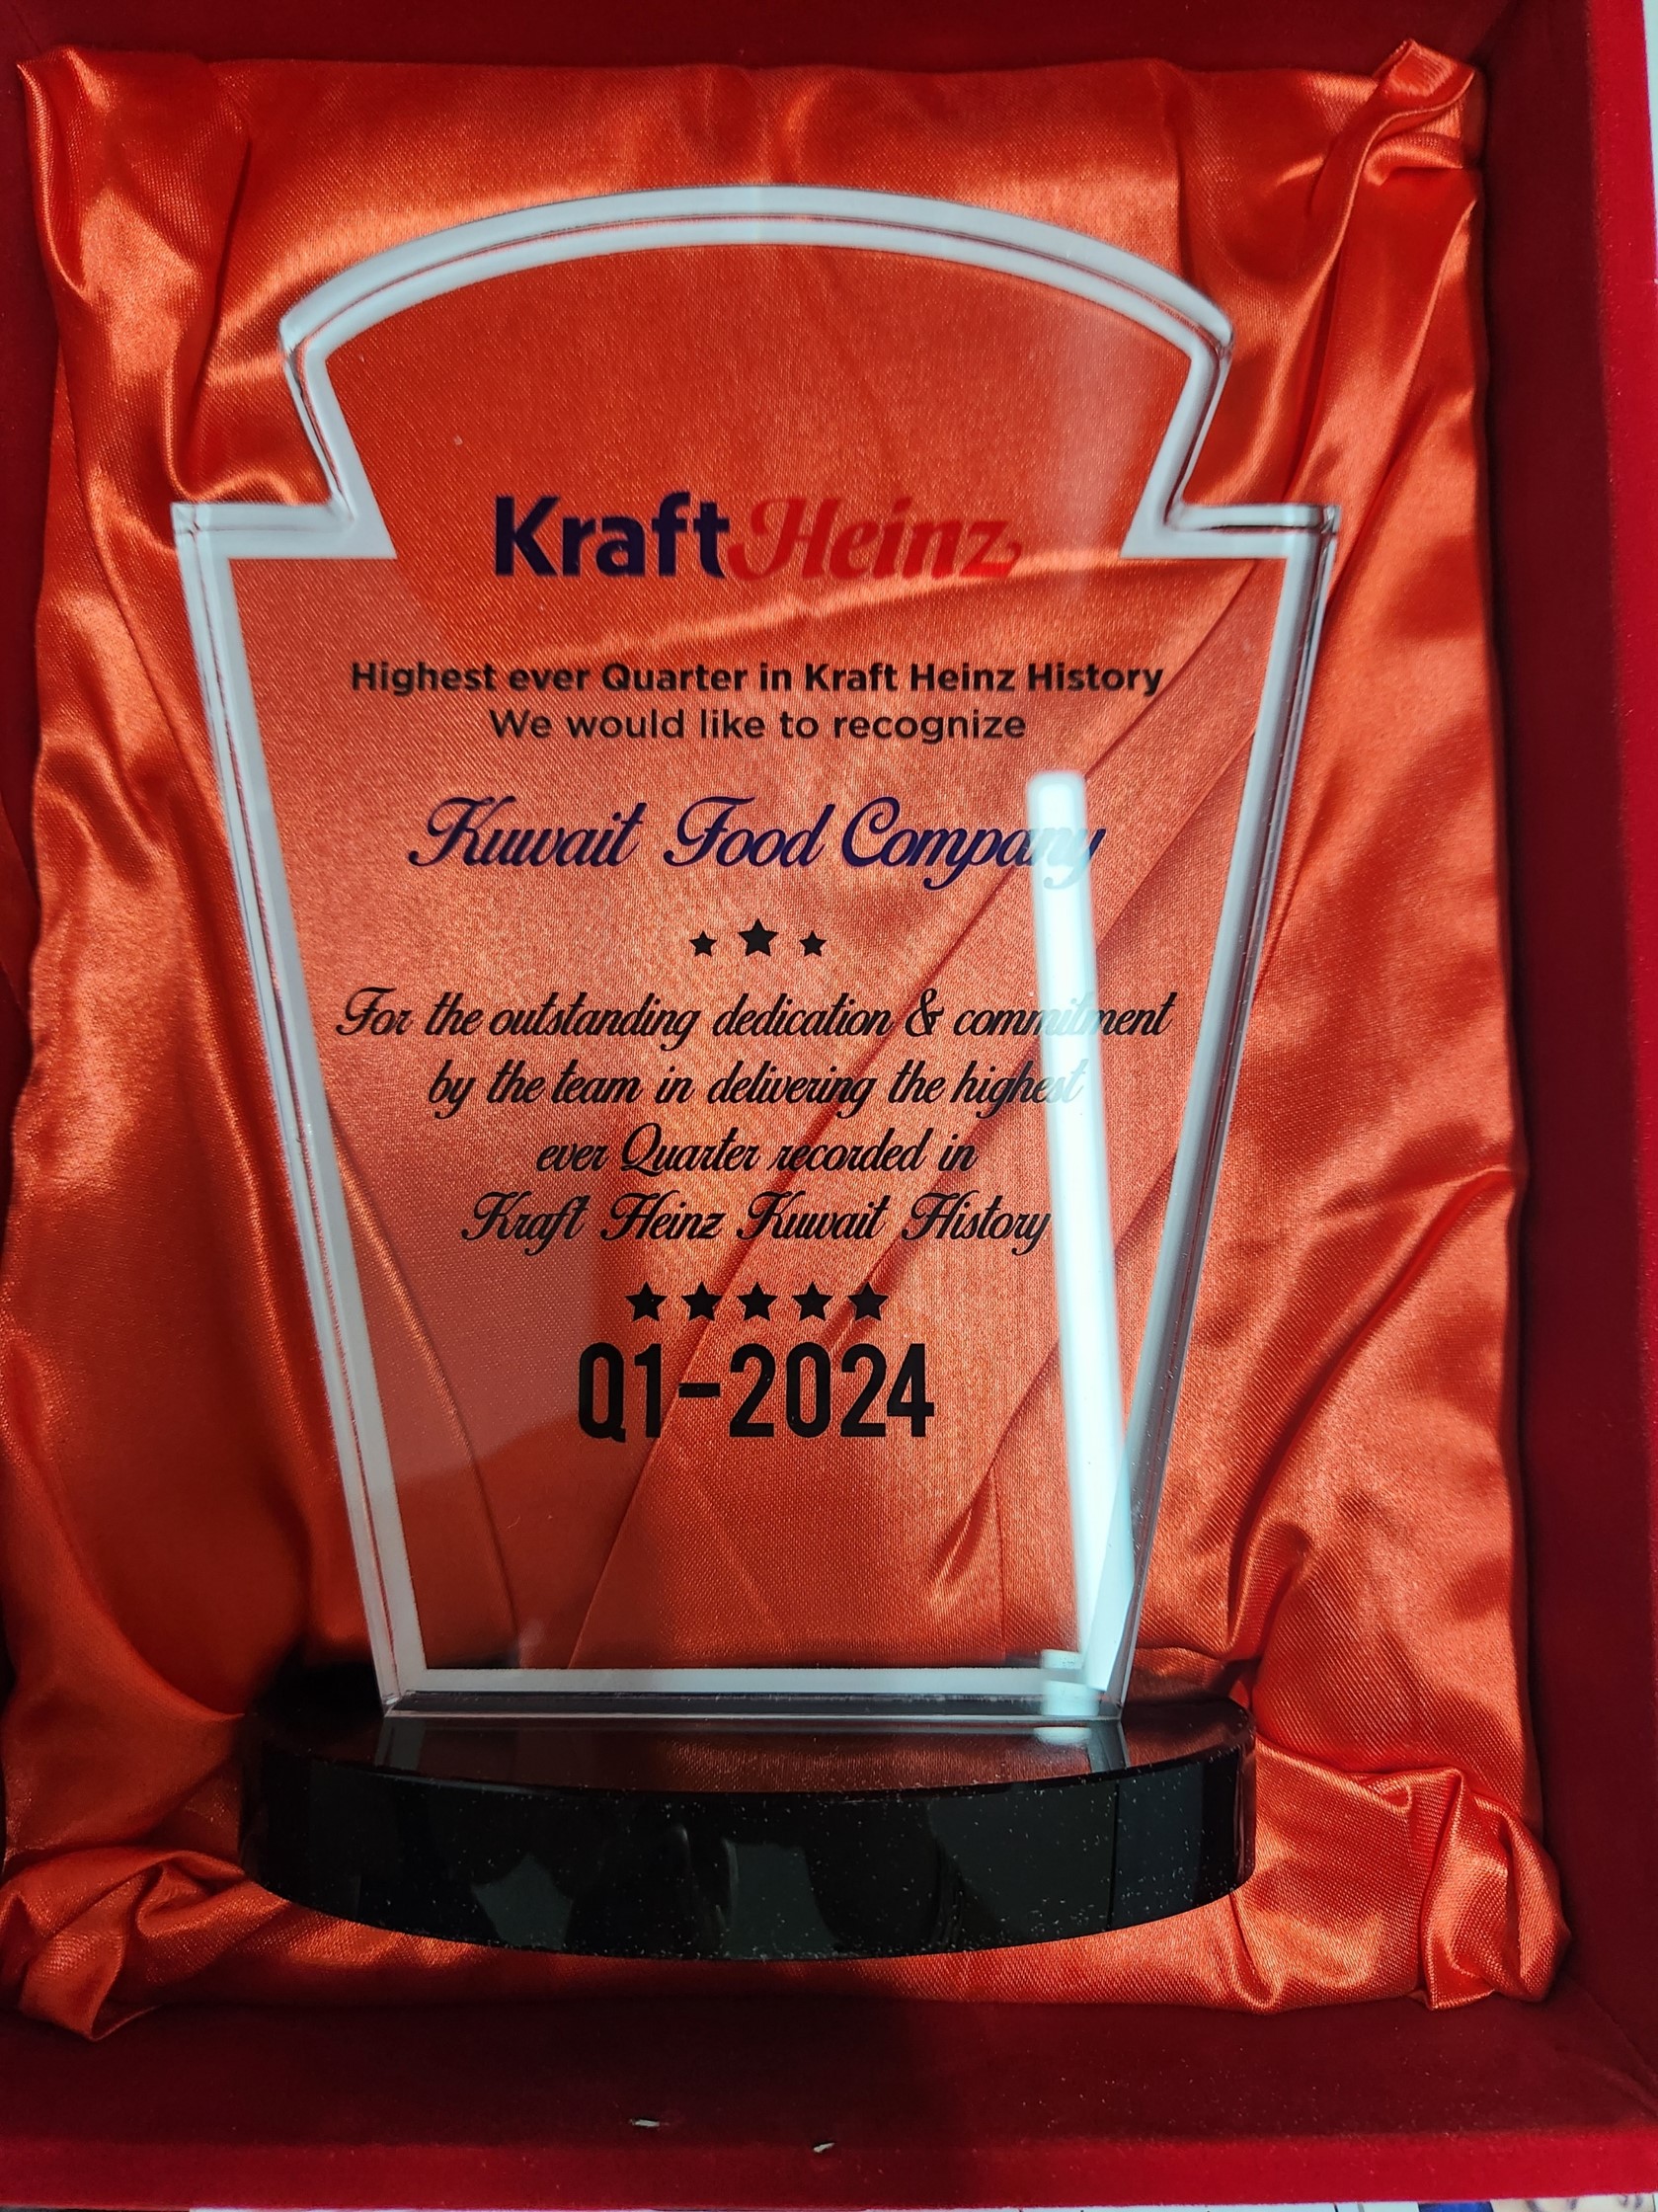 KraftHeinz
Highest ever Quarter in Kraft Heinz History
We would like to recognize
Kuwait Food Company
For the outstanding dedication & commitment
by the team in delivering the highest
ever Quarter recorded in
Kraft Heinz Kuwait History
Q1-2024